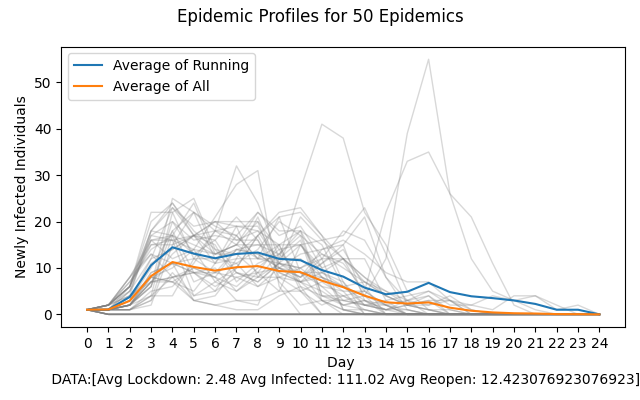 Epidemic Profiles for 50 Epidemics
Average of Running
Average of All
Newly Infected Individuals
50
40
30
20
10
0
0 1 2 3 4 5 6 7 8 9 10 11 12 13 14 15 16 17 18 19 20 21 22 23 24
Day
DATA:[Avg Lockdown: 2.48 Avg Infected: 111.02 Avg Reopen: 12.423076923076923]